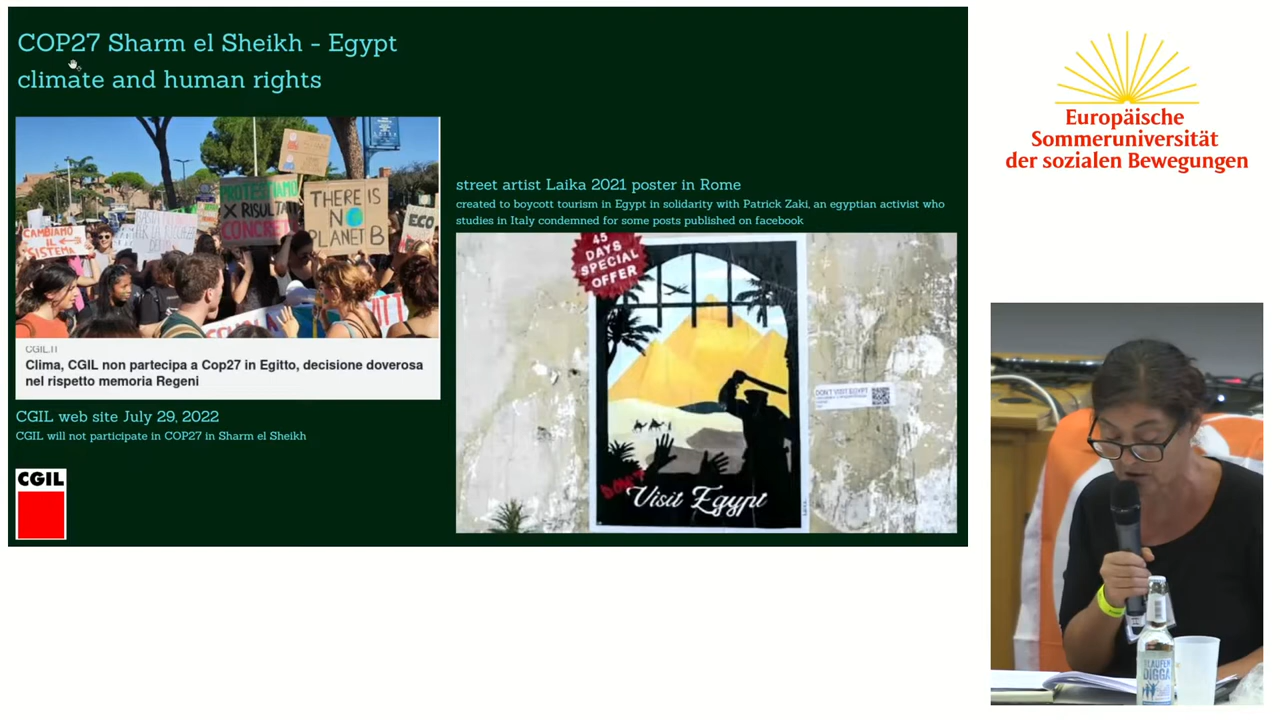 COP27 Sharm el Sheikh - Egypt
climate and human rights
CAMBIAMO
IL
SISTEMA
PROTESTIAMO
X RISULTATI
CONCRETI
THERE IS
NO
PLANET B
ECO
CGIL.IT
Clima, CGIL non partecipa a Cop27 in Egitto, decisione doverosa
nel rispetto memoria Regeni
CGIL web site July 29, 2022
CGIL will not participate in COP27 in Sharm el Sheikh
CGIL
street artist Laika 2021 poster in Rome
created to boycott tourism in Egypt in solidarity with Patrick Zaki, an egyptian activist who
studies in Italy condemned for some posts published on facebook
45
DAYS
SPECIAL
OFFER
DON'T VISIT EGYPT
DON'T
Visit Egypt
Europäische
Sommeruniversität
der sozialen Bewegungen
LAUFEN
DIGGA